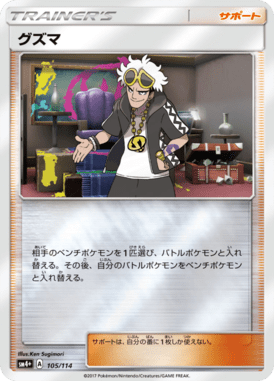 TRAINER'S
サポート
グズマ
相手のベンチポケモンを1匹選び、バトルポケモンと入れ
替える。その後、自分のバトルポケモンをベンチポケモンと
入れ替える。
Illus.Ken Sugimori
サポートは、自分の番に1枚しか使えない。
SM4+ A 105/114
©2017 Pokémon/Nintendo/Creatures/GAME FREAK.